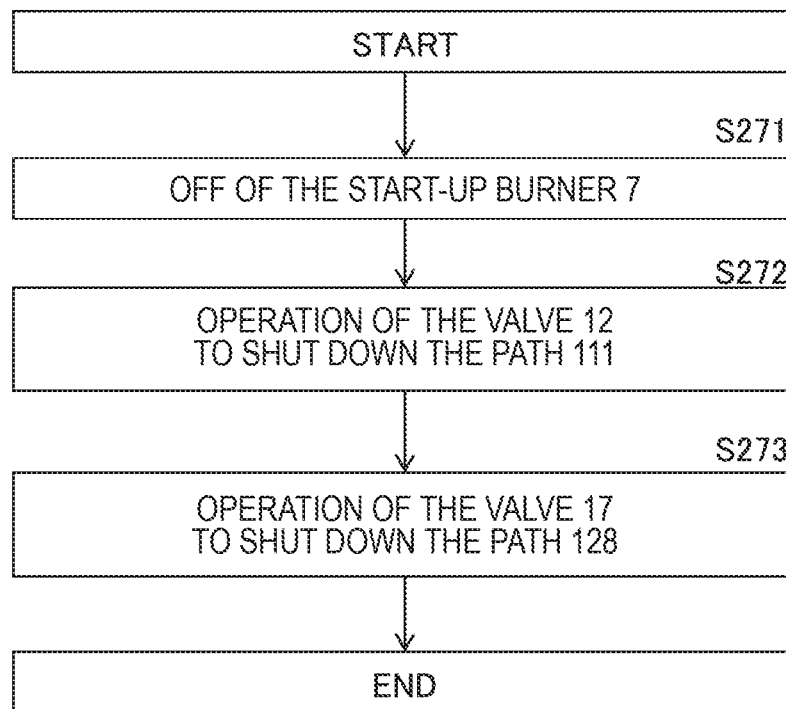 START
S271
OFF OF THE START-UP BURNER 7
S272
OPERATION OF THE VALVE 12
TO SHUT DOWN THE PATH 111
S273
OPERATION OF THE VALVE 17
TO SHUT DOWN THE PATH 128
END